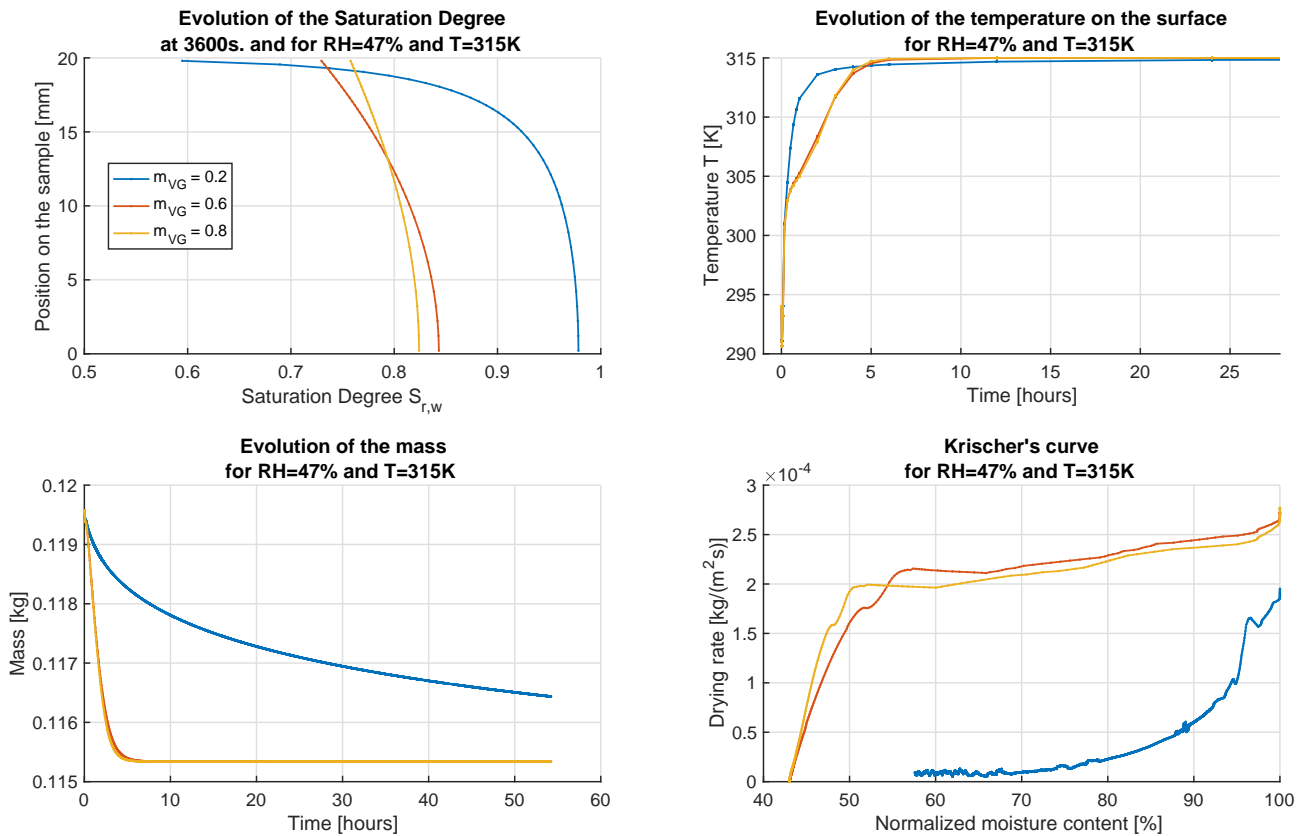 Evolution of the Saturation Degree
at 3600s. and for RH=47% and T=315K
20
15
10
5
0
Position on the sample [mm]
m_VG = 0.2
m_VG = 0.6
m_VG = 0.8
0.5 0.6 0.7 0.8 0.9 1
Saturation Degree S_r,w
Evolution of the temperature on the surface
for RH=47% and T=315K
315
310
305
300
295
290
Temperature T [K]
0 5 10 15 20 25
Time [hours]
Evolution of the mass
for RH=47% and T=315K
0.12
0.119
0.118
0.117
0.116
0.115
Mass [kg]
0 10 20 30 40 50 60
Time [hours]
Krischer's curve
for RH=47% and T=315K
×10^-4
3
2.5
2
1.5
1
0.5
0
Drying rate [kg/(m^2 s)]
40 50 60 70 80 90 100
Normalized moisture content [%]